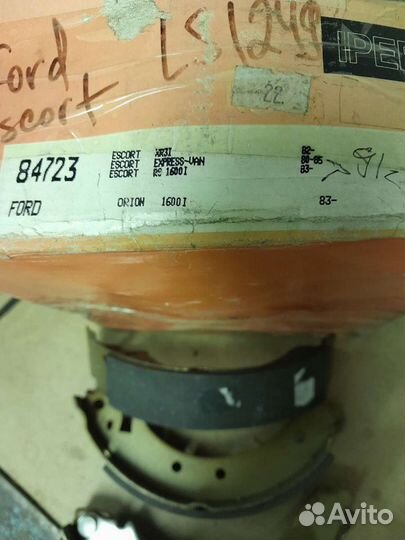 Ford
Escort
LS1249
IPE
22
84723
ESCORT XR3I 82-
ESCORT EXPRESS-VAN 80-85
ESCORT RS 1600I 83-
FORD
ORION 1600I 83-
Avito